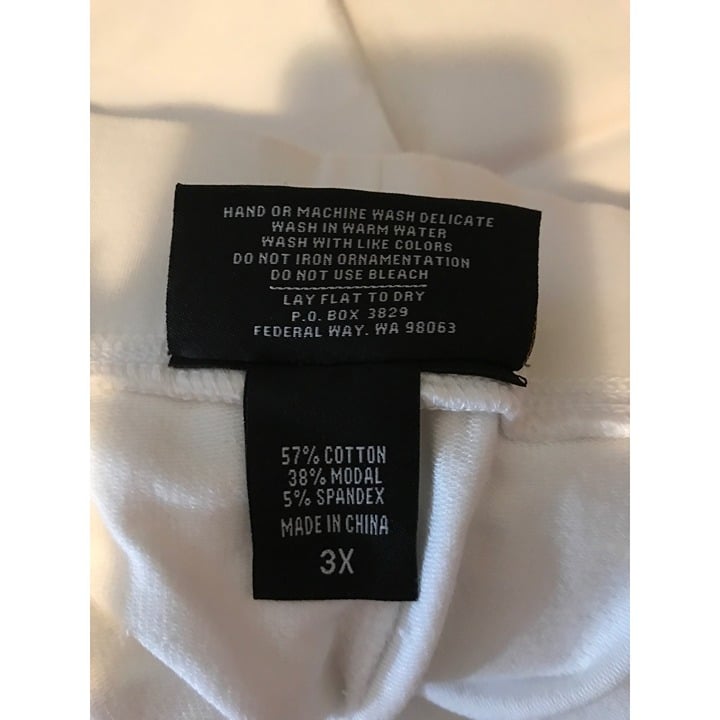 HAND OR MACHINE WASH DELICATE
WASH IN WARM WATER
WASH WITH LIKE COLORS
DO NOT IRON ORNAMENTATION
DO NOT USE BLEACH
LAY FLAT TO DRY
P.O. BOX 3829
FEDERAL WAY. WA 98063
57% COTTON
38% MODAL
5% SPANDEX
MADE IN CHINA
3X